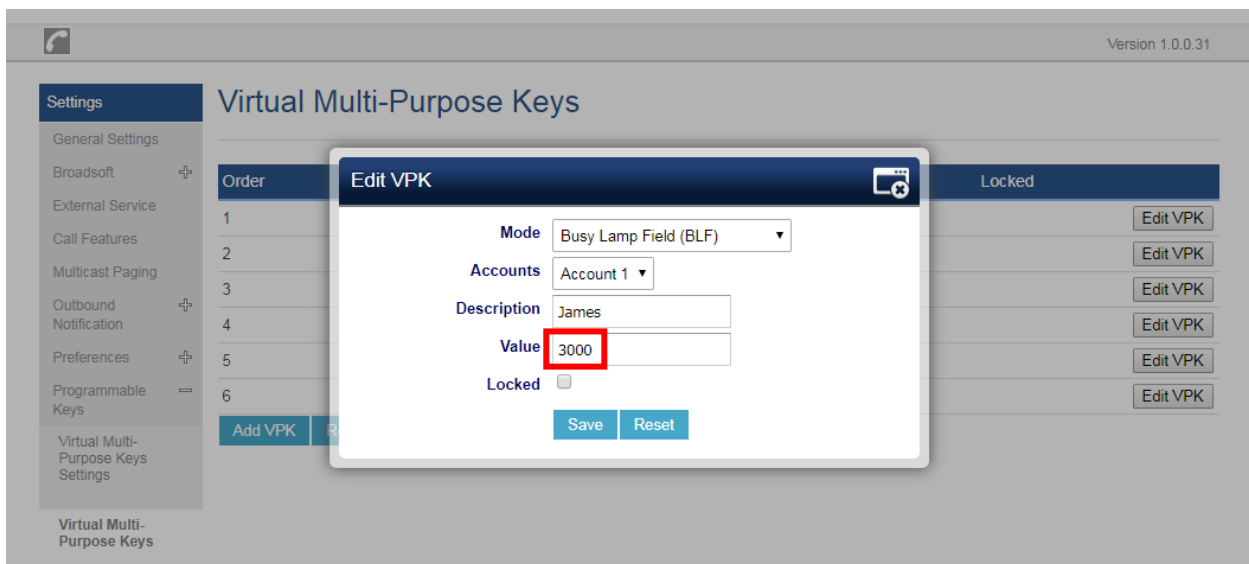 Version 1.0.0.31
Settings
General Settings
Broadsoft
External Service
Call Features
Multicast Paging
Outbound
Notification
Preferences
Programmable
Keys
Virtual Multi-
Purpose Keys
Settings
Virtual Multi-
Purpose Keys
Virtual Multi-Purpose Keys
Order Locked
1 Edit VPK
2 Edit VPK
3 Edit VPK
4 Edit VPK
5 Edit VPK
6 Edit VPK
Add VPK
Edit VPK
Mode Busy Lamp Field (BLF)
Accounts Account 1
Description James
Value 3000
Locked
Save Reset